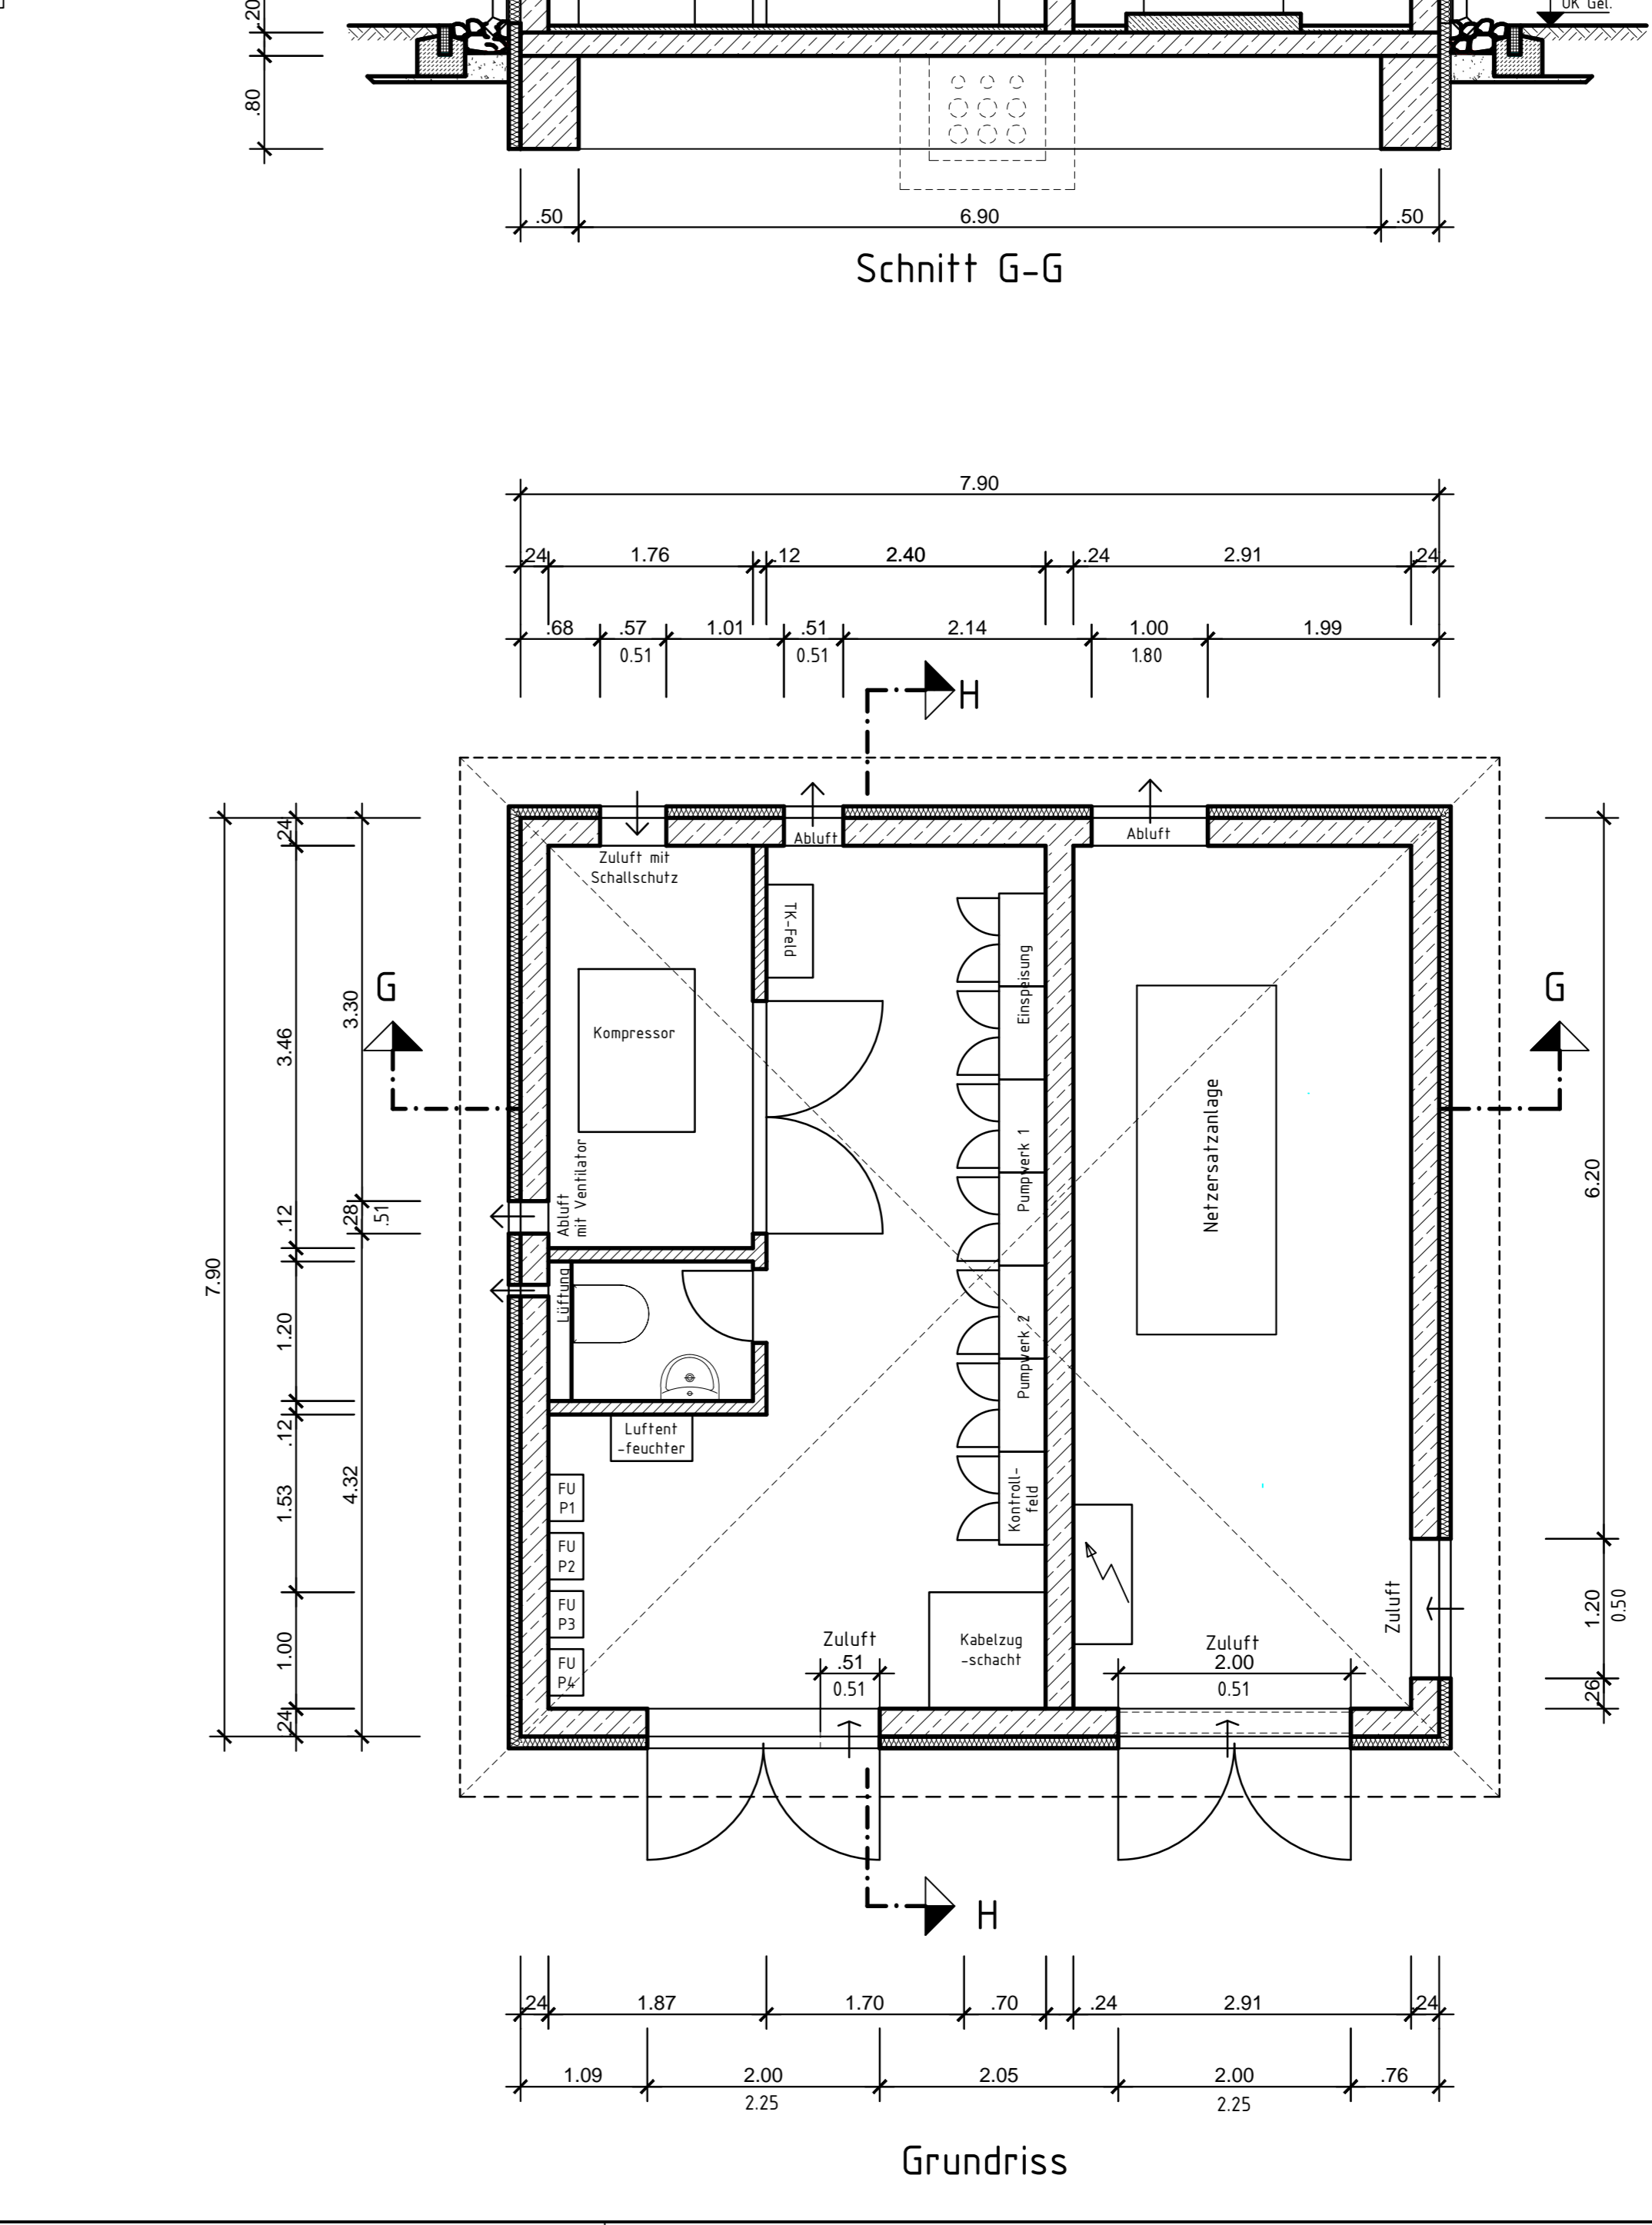 UK Gel.
.20
.80
.50
6.90
.50
Schnitt G-G
7.90
.24
1.76
.12
2.40
.24
2.91
.24
.68
.57
1.01
.51
2.14
1.00
1.99
0.51
0.51
1.80
H
Abluft
Abluft
Zuluft mit
Schallschutz
TK-Feld
G
G
Kompressor
Einspeisung
Pumpwerk 1
Pumpwerk 2
Kontroll-
feld
Netzersatzanlage
Abluft
mit Ventilator
Lüftung
Luftent
-feuchter
FU
P1
FU
P2
FU
P3
FU
P4
Kabelzug
-schacht
Zuluft
.51
0.51
Zuluft
2.00
0.51
Zuluft
7.90
.24
3.46
.12
1.20
.12
1.53
1.00
.24
3.30
.28
.51
4.32
6.20
1.20
0.50
.26
H
.24
1.87
1.70
.70
.24
2.91
.24
1.09
2.00
2.05
2.00
.76
2.25
2.25
Grundriss